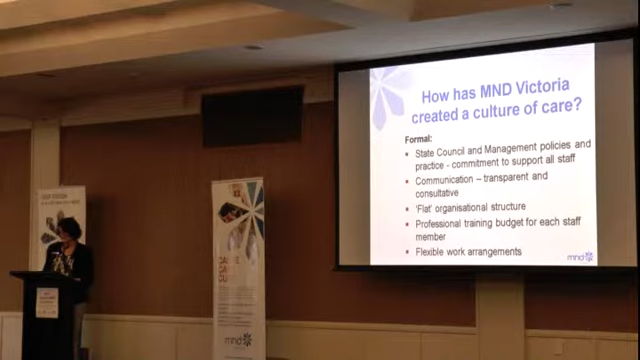 How has MND Victoria
created a culture of care?
Formal:
• State Council and Management policies and
practice - commitment to support all staff
• Communication – transparent and
consultative
• 'Flat' organisational structure
• Professional training budget for each staff
member
• Flexible work arrangements
mnd
mnd